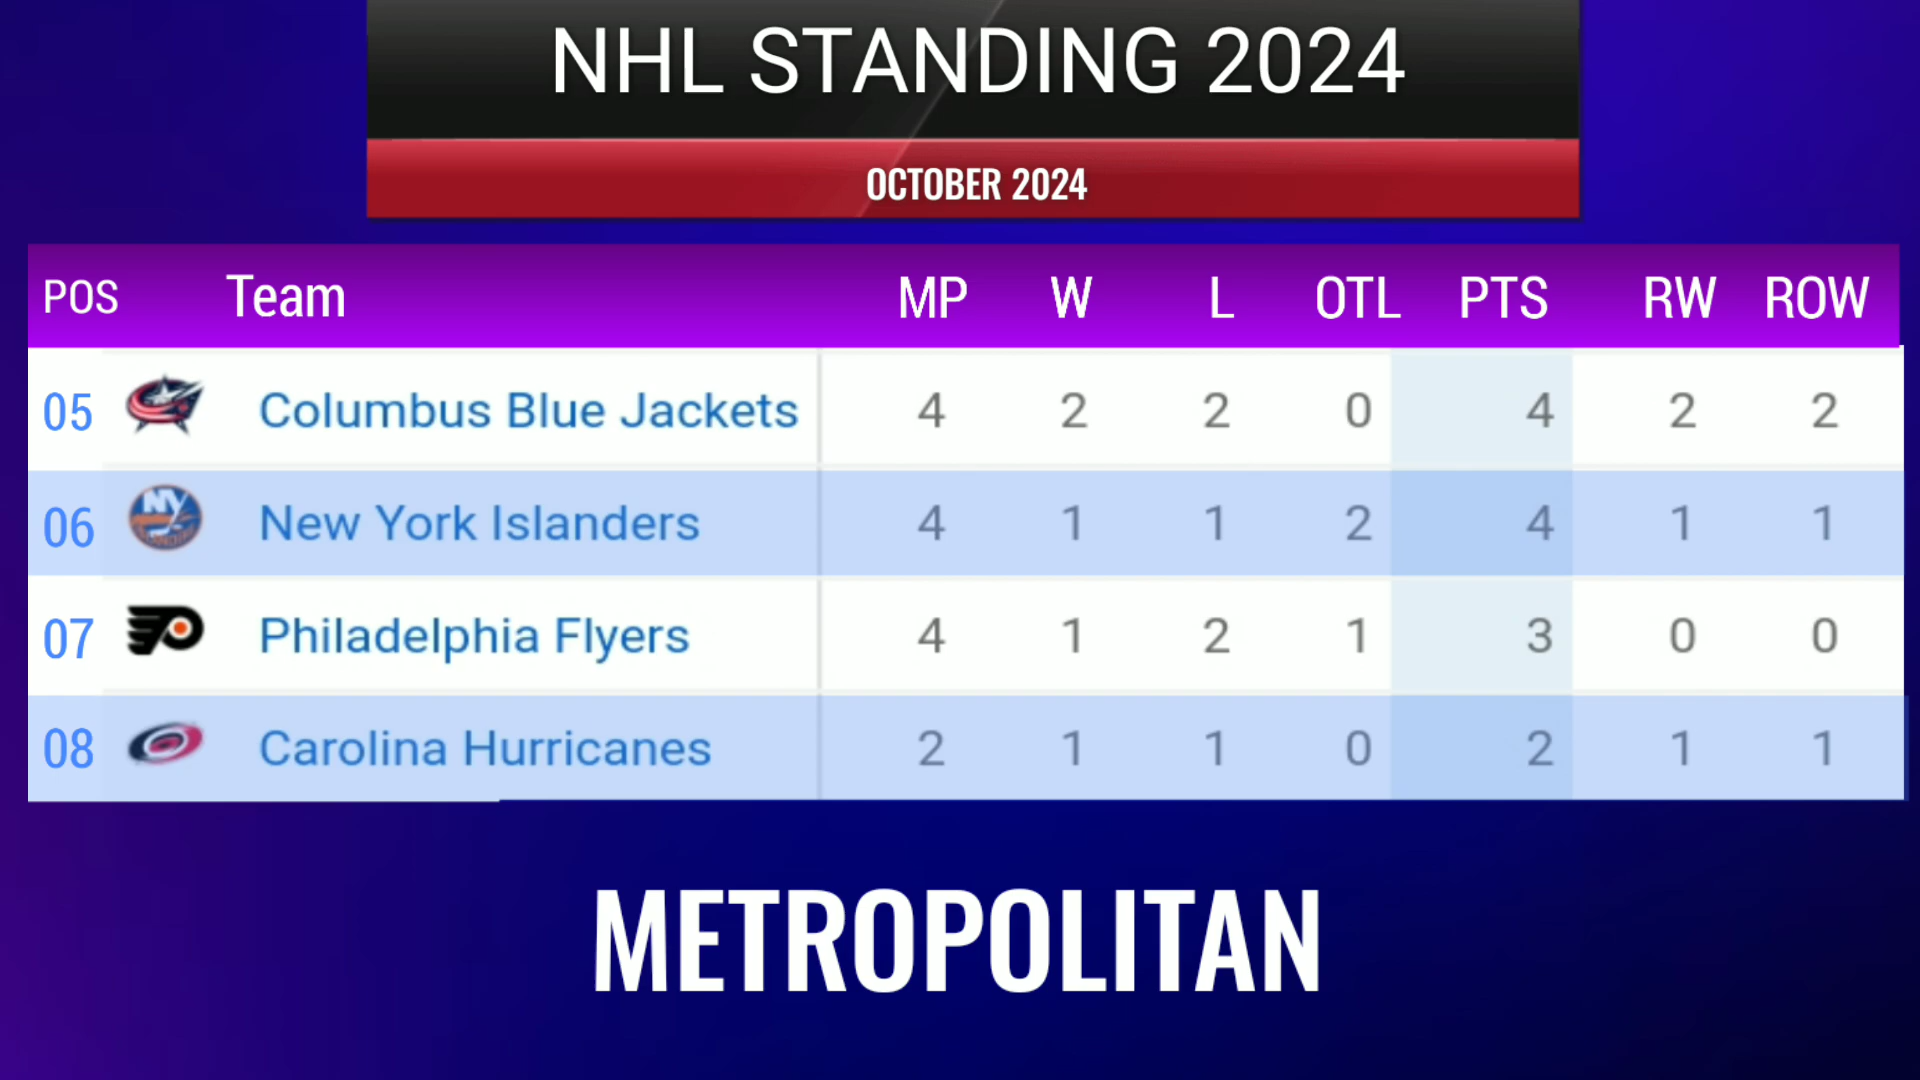 NHL STANDING 2024
OCTOBER 2024
POS Team MP W L OTL PTS RW ROW
05 Columbus Blue Jackets 4 2 2 0 4 2 2
06 NY New York Islanders 4 1 1 2 4 1 1
07 Philadelphia Flyers 4 1 2 1 3 0 0
08 Carolina Hurricanes 2 1 1 0 2 1 1
METROPOLITAN